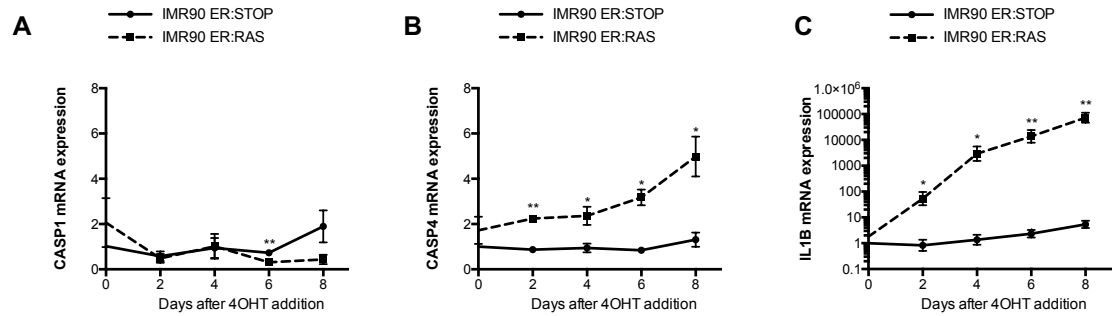 A
IMR90 ER:STOP
IMR90 ER:RAS
CASP1 mRNA expression
8
6
4
2
0
**
0 2 4 6 8
Days after 4OHT addition
B
IMR90 ER:STOP
IMR90 ER:RAS
CASP4 mRNA expression
8
6
4
2
0
** * * *
0 2 4 6 8
Days after 4OHT addition
C
IMR90 ER:STOP
IMR90 ER:RAS
IL1B mRNA expression
1.0×10⁶
100000
10000
1000
100
10
1
0.1
* * ** **
0 2 4 6 8
Days after 4OHT addition